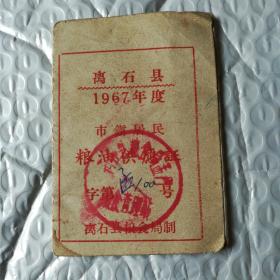 离石县
1967年度
市镇居民
粮油供应证
字第 100 号
离石县粮食局制